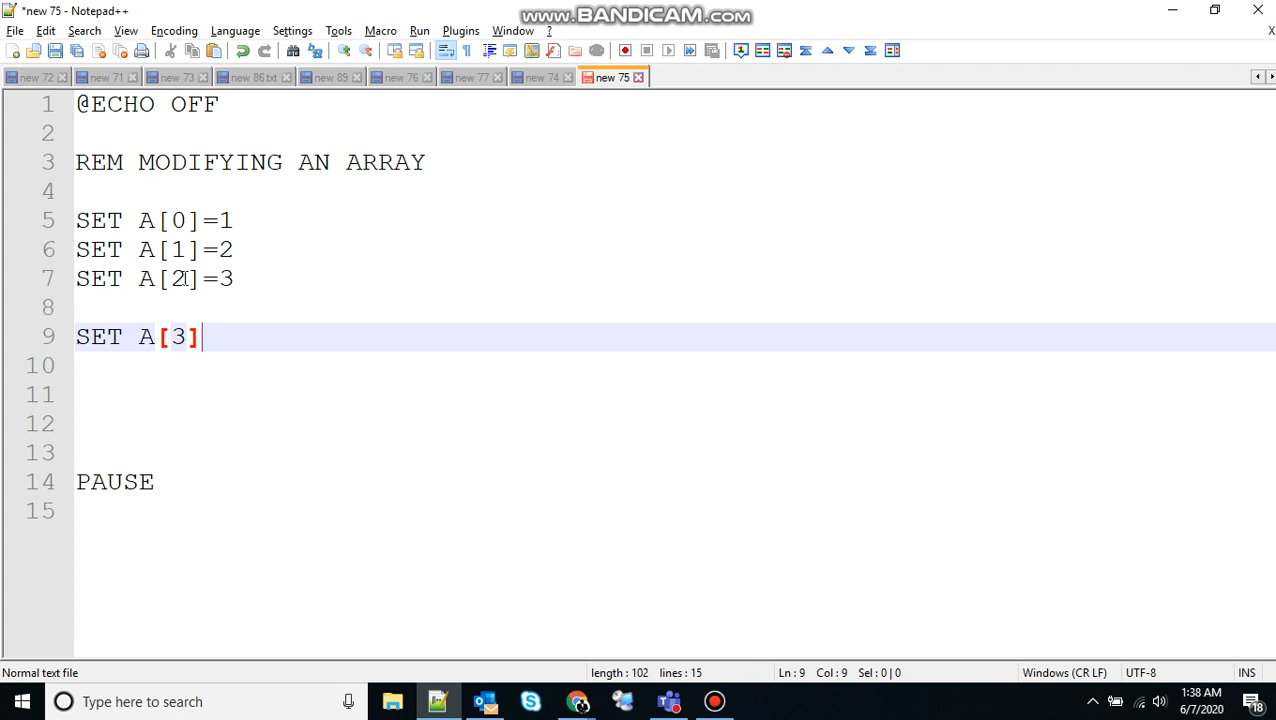 *new 75 - Notepad++
www.BANDICAM.com
File Edit Search View Encoding Language Settings Tools Macro Run Plugins Window ?
X
new 72 new 71 new 73 new 86.txt new 89 new 76 new 77 new 74 new 75
1 @ECHO OFF
2
3 REM MODIFYING AN ARRAY
4
5 SET A[0]=1
6 SET A[1]=2
7 SET A[2]=3
8
9 SET A[3]
10
11
12
13
14 PAUSE
15
Normal text file length : 102 lines : 15 Ln : 9 Col : 9 Sel : 0 | 0 Windows (CR LF) UTF-8 INS
Type here to search
1:38 AM
6/7/2020
18